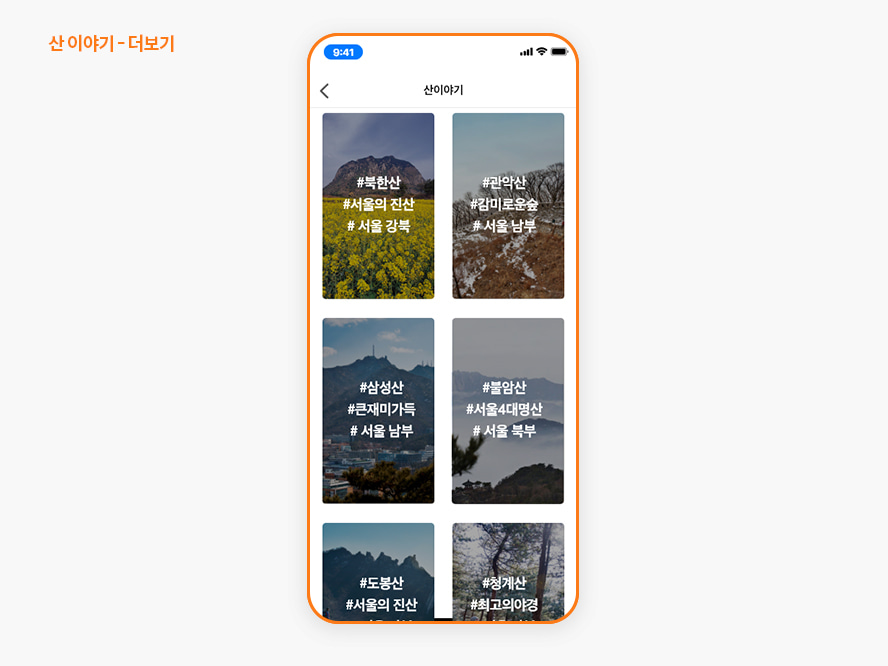 산 이야기 - 더보기
9:41
산이야기
#북한산
#서울의 진산
# 서울 강북
#관악산
#감미로운숲
# 서울 남부
#삼성산
#큰재미가득
# 서울 남부
#불암산
#서울4대명산
# 서울 북부
#도봉산
#서울의 진산
#청계산
#최고의야경